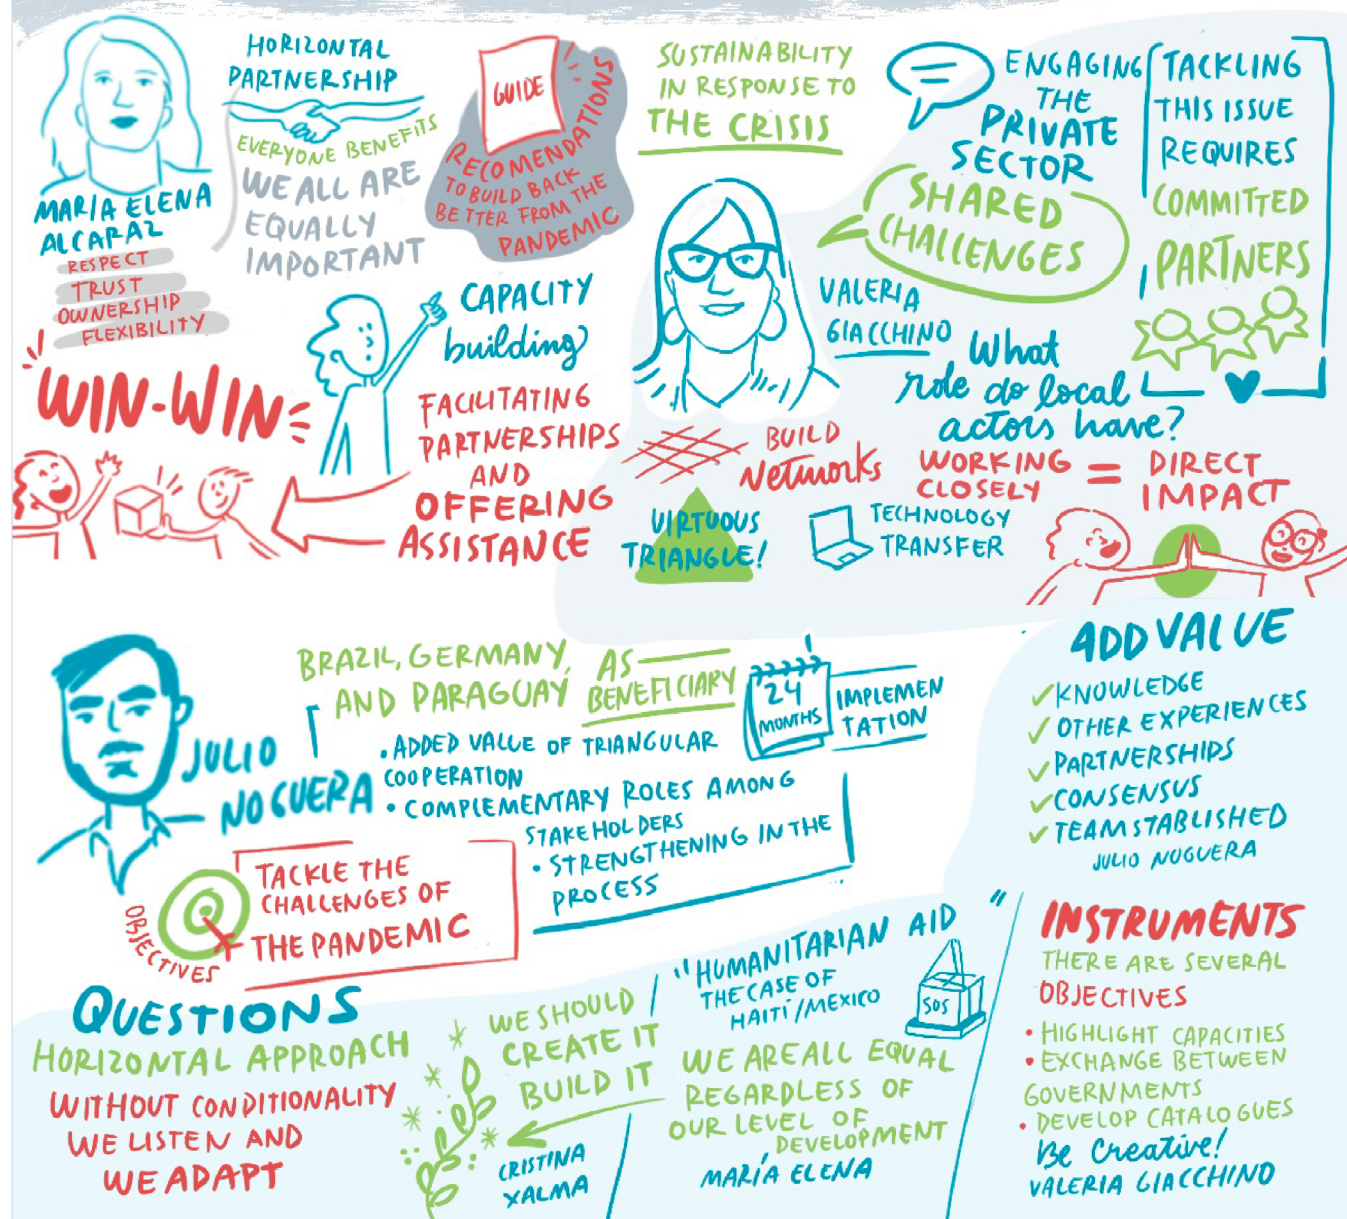 MARÍA ELENA
ALCARAZ
RESPECT
TRUST
OWNERSHIP
FLEXIBILITY
HORIZONTAL
PARTNERSHIP
EVERYONE BENEFITS
WE ALL ARE
EQUALLY
IMPORTANT
GUIDE
RECOMENDATIONS
TO BUILD BACK
BETTER FROM THE
PANDEMIC
WIN-WIN
CAPACITY
building
FACILITATING
PARTNERSHIPS
AND
OFFERING
ASSISTANCE
SUSTAINABILITY
IN RESPONSE TO
THE CRISIS
VALERIA
GIACCHINO
ENGAGING
THE
PRIVATE
SECTOR
SHARED
CHALLENGES
TACKLING
THIS ISSUE
REQUIRES
COMMITTED
PARTNERS
What
role do local
actors have?
BUILD
Networks
VIRTUOUS
TRIANGLE!
TECHNOLOGY
TRANSFER
WORKING
CLOSELY
=
DIRECT
IMPACT
JULIO
NOGUERA
BRAZIL, GERMANY,
AND PARAGUAY
AS
BENEFICIARY
24
MONTHS
IMPLEMEN
TATION
• ADDED VALUE OF TRIANGULAR
COOPERATION
• COMPLEMENTARY ROLES AMONG
STAKEHOLDERS
• STRENGTHENING IN THE
PROCESS
OBJECTIVES
TACKLE THE
CHALLENGES OF
THE PANDEMIC
ADD VALUE
✓ KNOWLEDGE
✓ OTHER EXPERIENCES
✓ PARTNERSHIPS
✓ CONSENSUS
✓ TEAMSTABLISHED
JULIO NOGUERA
QUESTIONS
HORIZONTAL APPROACH
WITHOUT CONDITIONALITY
WE LISTEN AND
WE ADAPT
WE SHOULD
CREATE IT
BUILD IT
CRISTINA
XALMA
"HUMANITARIAN AID"
THE CASE OF
HAITÍ/MEXICO
SOS
WE ARE ALL EQUAL
REGARDLESS OF
OUR LEVEL OF
DEVELOPMENT
MARÍA ELENA
INSTRUMENTS
THERE ARE SEVERAL
OBJECTIVES
• HIGHLIGHT CAPACITIES
• EXCHANGE BETWEEN
GOVERNMENTS
• DEVELOP CATALOGUES
Be Creative!
VALERIA GIACCHINO